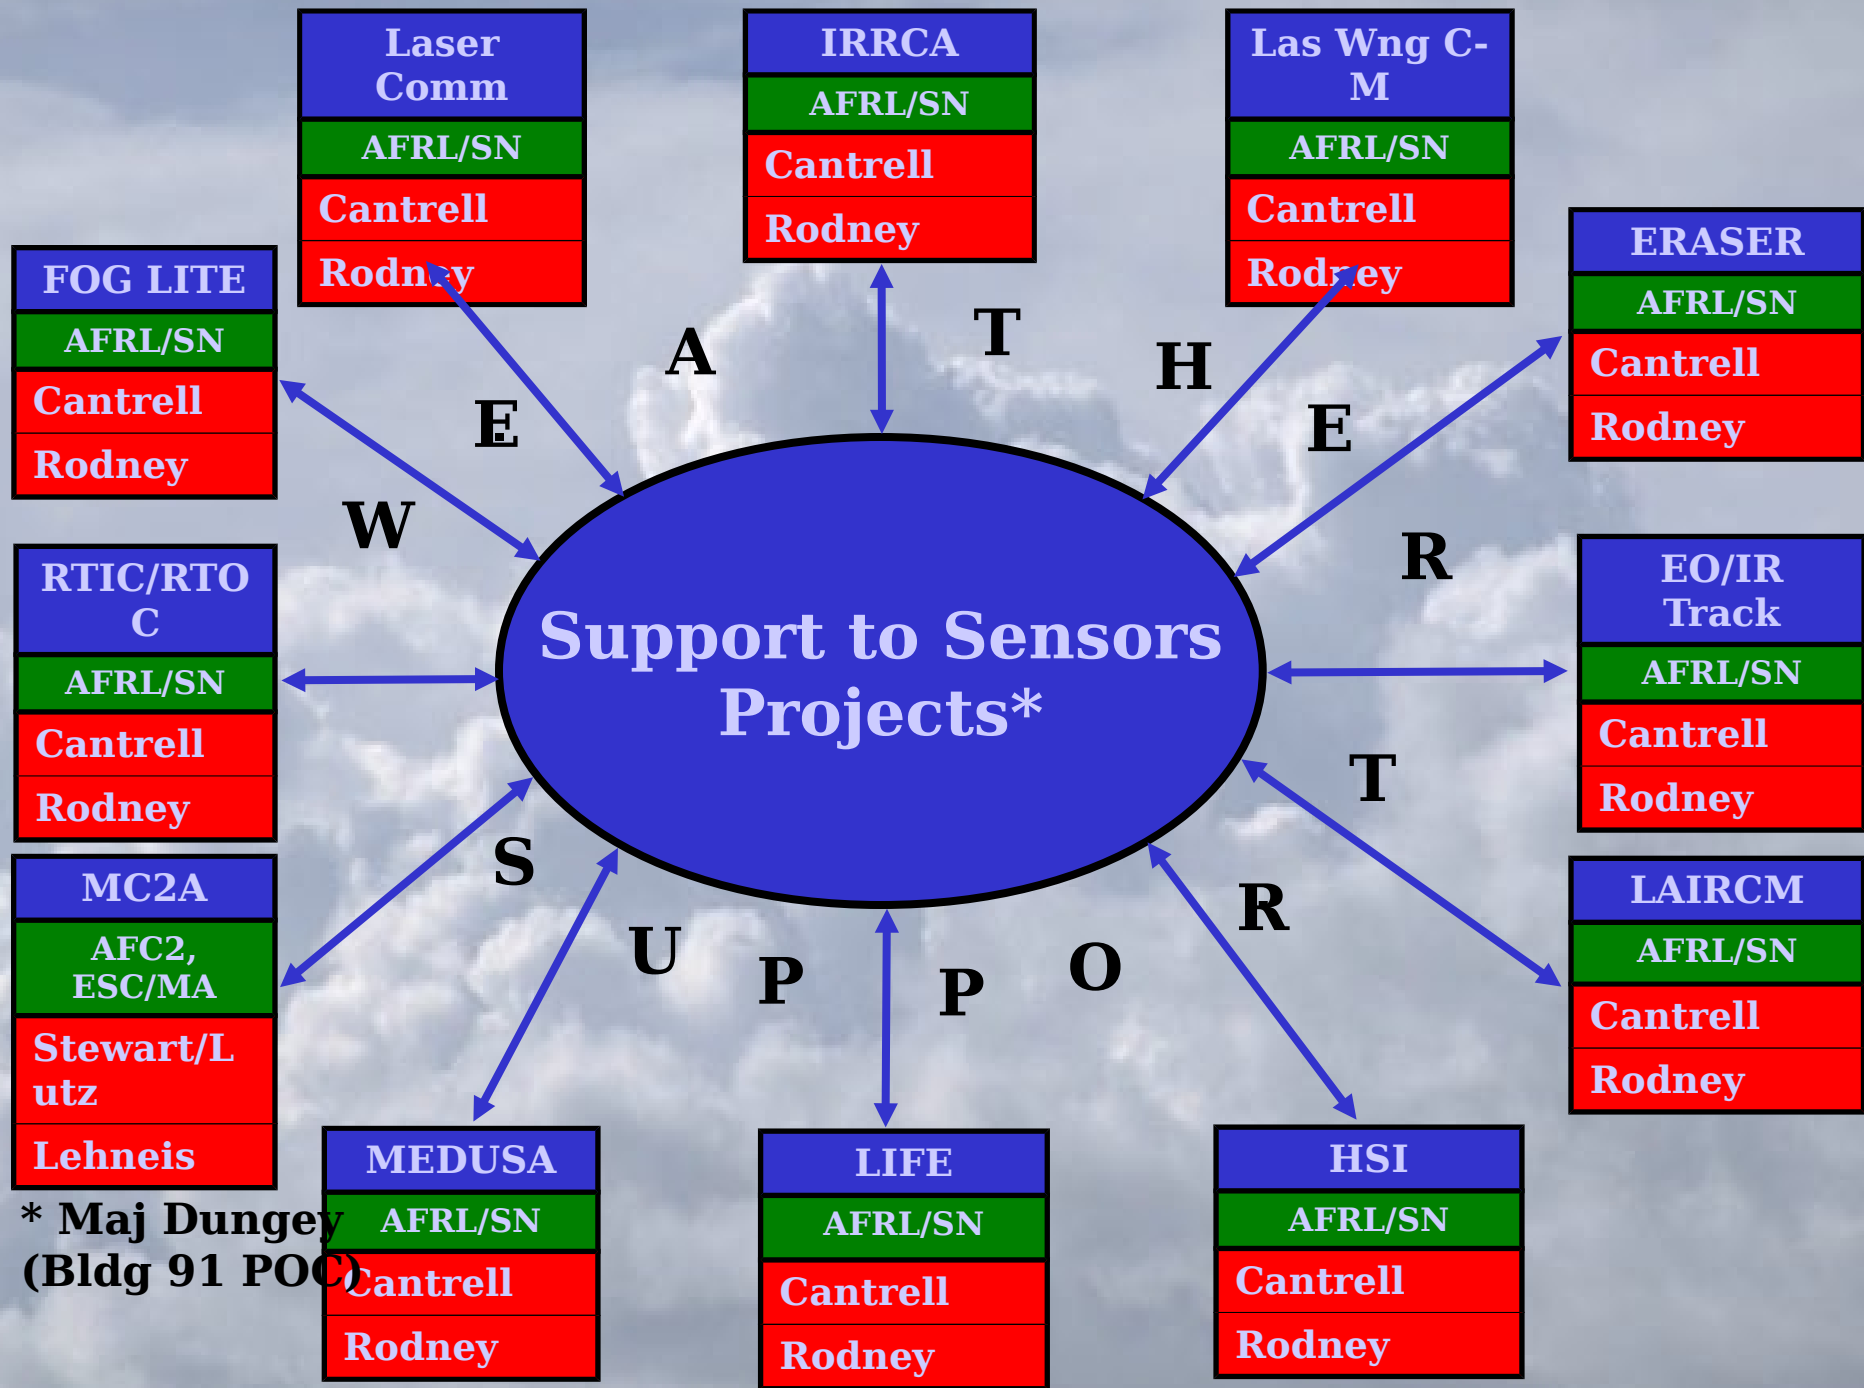 Laser
Comm
AFRL/SN
Cantrell
Rodney
IRRCA
AFRL/SN
Cantrell
Rodney
Las Wng C-
M
AFRL/SN
Cantrell
Rodney
ERASER
AFRL/SN
Cantrell
Rodney
FOG LITE
AFRL/SN
Cantrell
Rodney
W
E
A
T
H
E
R
RTIC/RTO
C
AFRL/SN
Cantrell
Rodney
Support to Sensors
Projects*
EO/IR
Track
AFRL/SN
Cantrell
Rodney
S
U
P
P
O
R
T
MC2A
AFC2,
ESC/MA
Stewart/L
utz
Lehneis
LAIRCM
AFRL/SN
Cantrell
Rodney
MEDUSA
AFRL/SN
Cantrell
Rodney
LIFE
AFRL/SN
Cantrell
Rodney
HSI
AFRL/SN
Cantrell
Rodney
* Maj Dungey
(Bldg 91 POC)